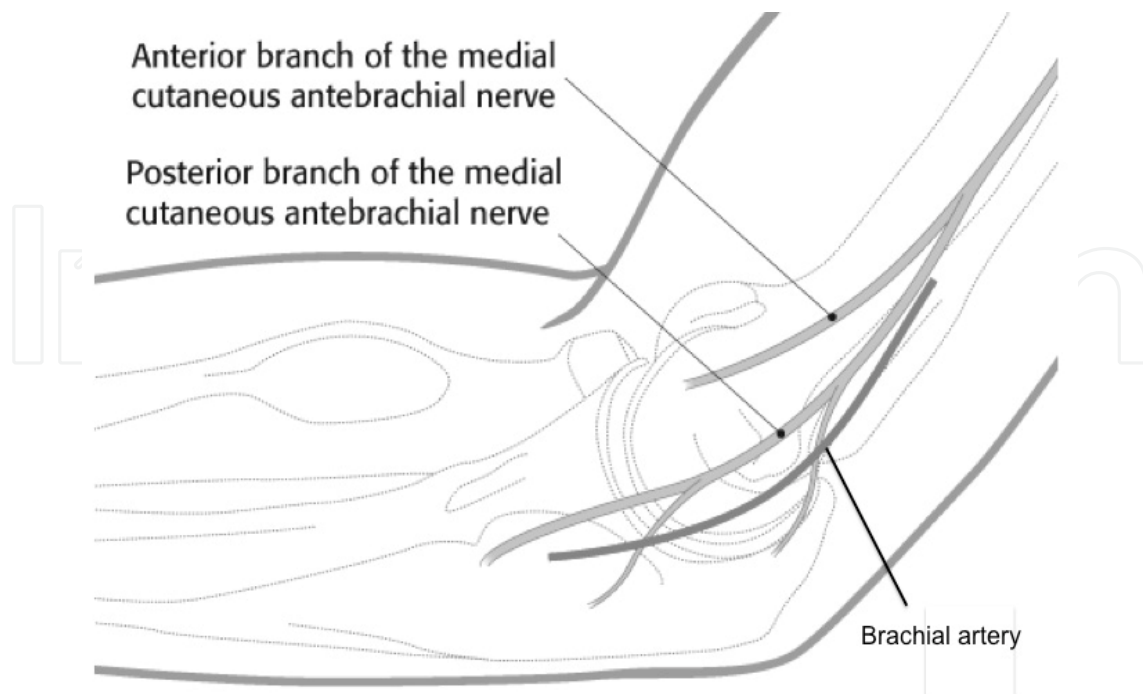 Anterior branch of the medial
cutaneous antebrachial nerve
Posterior branch of the medial
cutaneous antebrachial nerve
Brachial artery